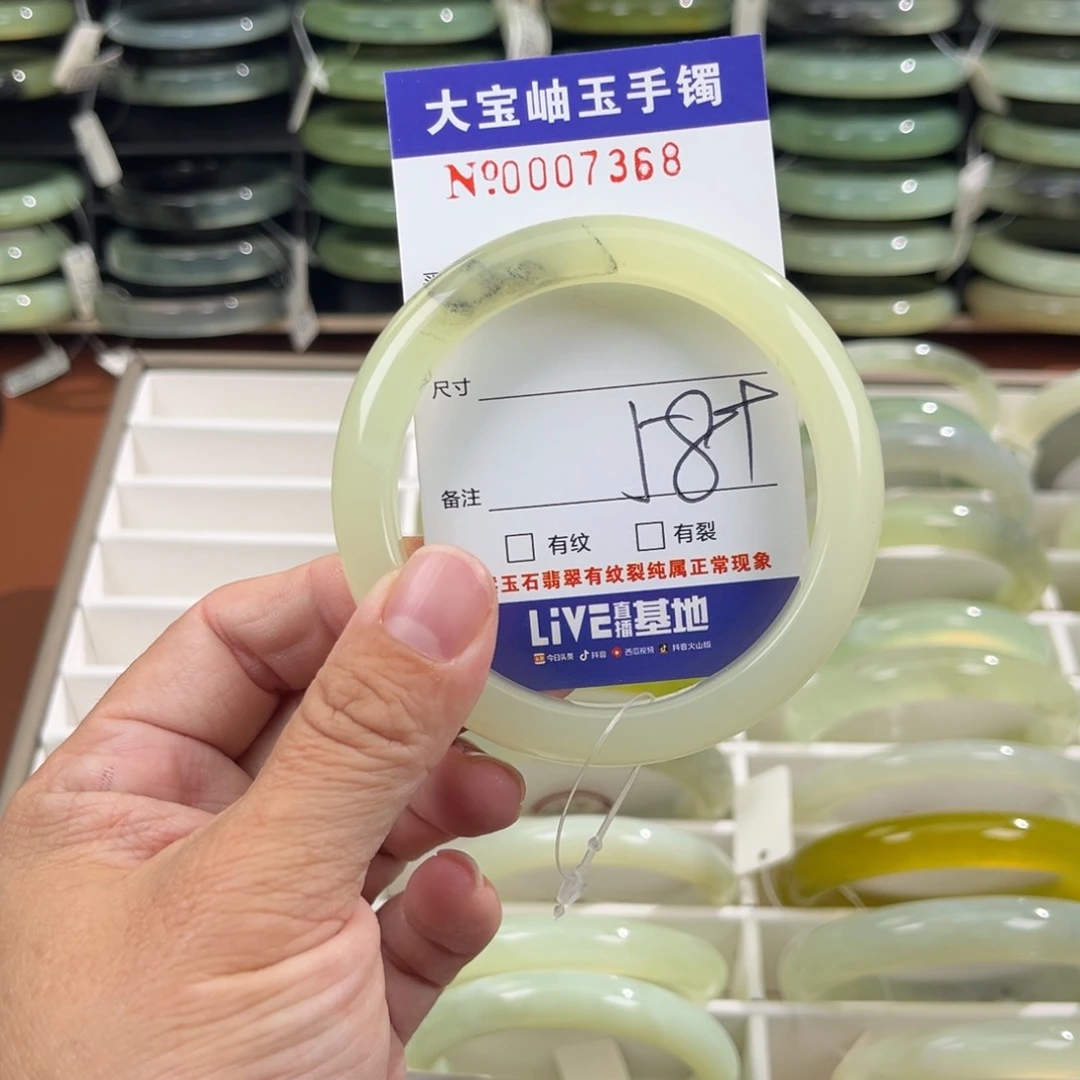 大宝岫玉手镯
Nº:0007368
尺寸
备注
□ 有纹 □ 有裂
玉石翡翠有纹裂纯属正常现象
LiVE直播基地
今日头条 抖音 西瓜视频 抖音火山版